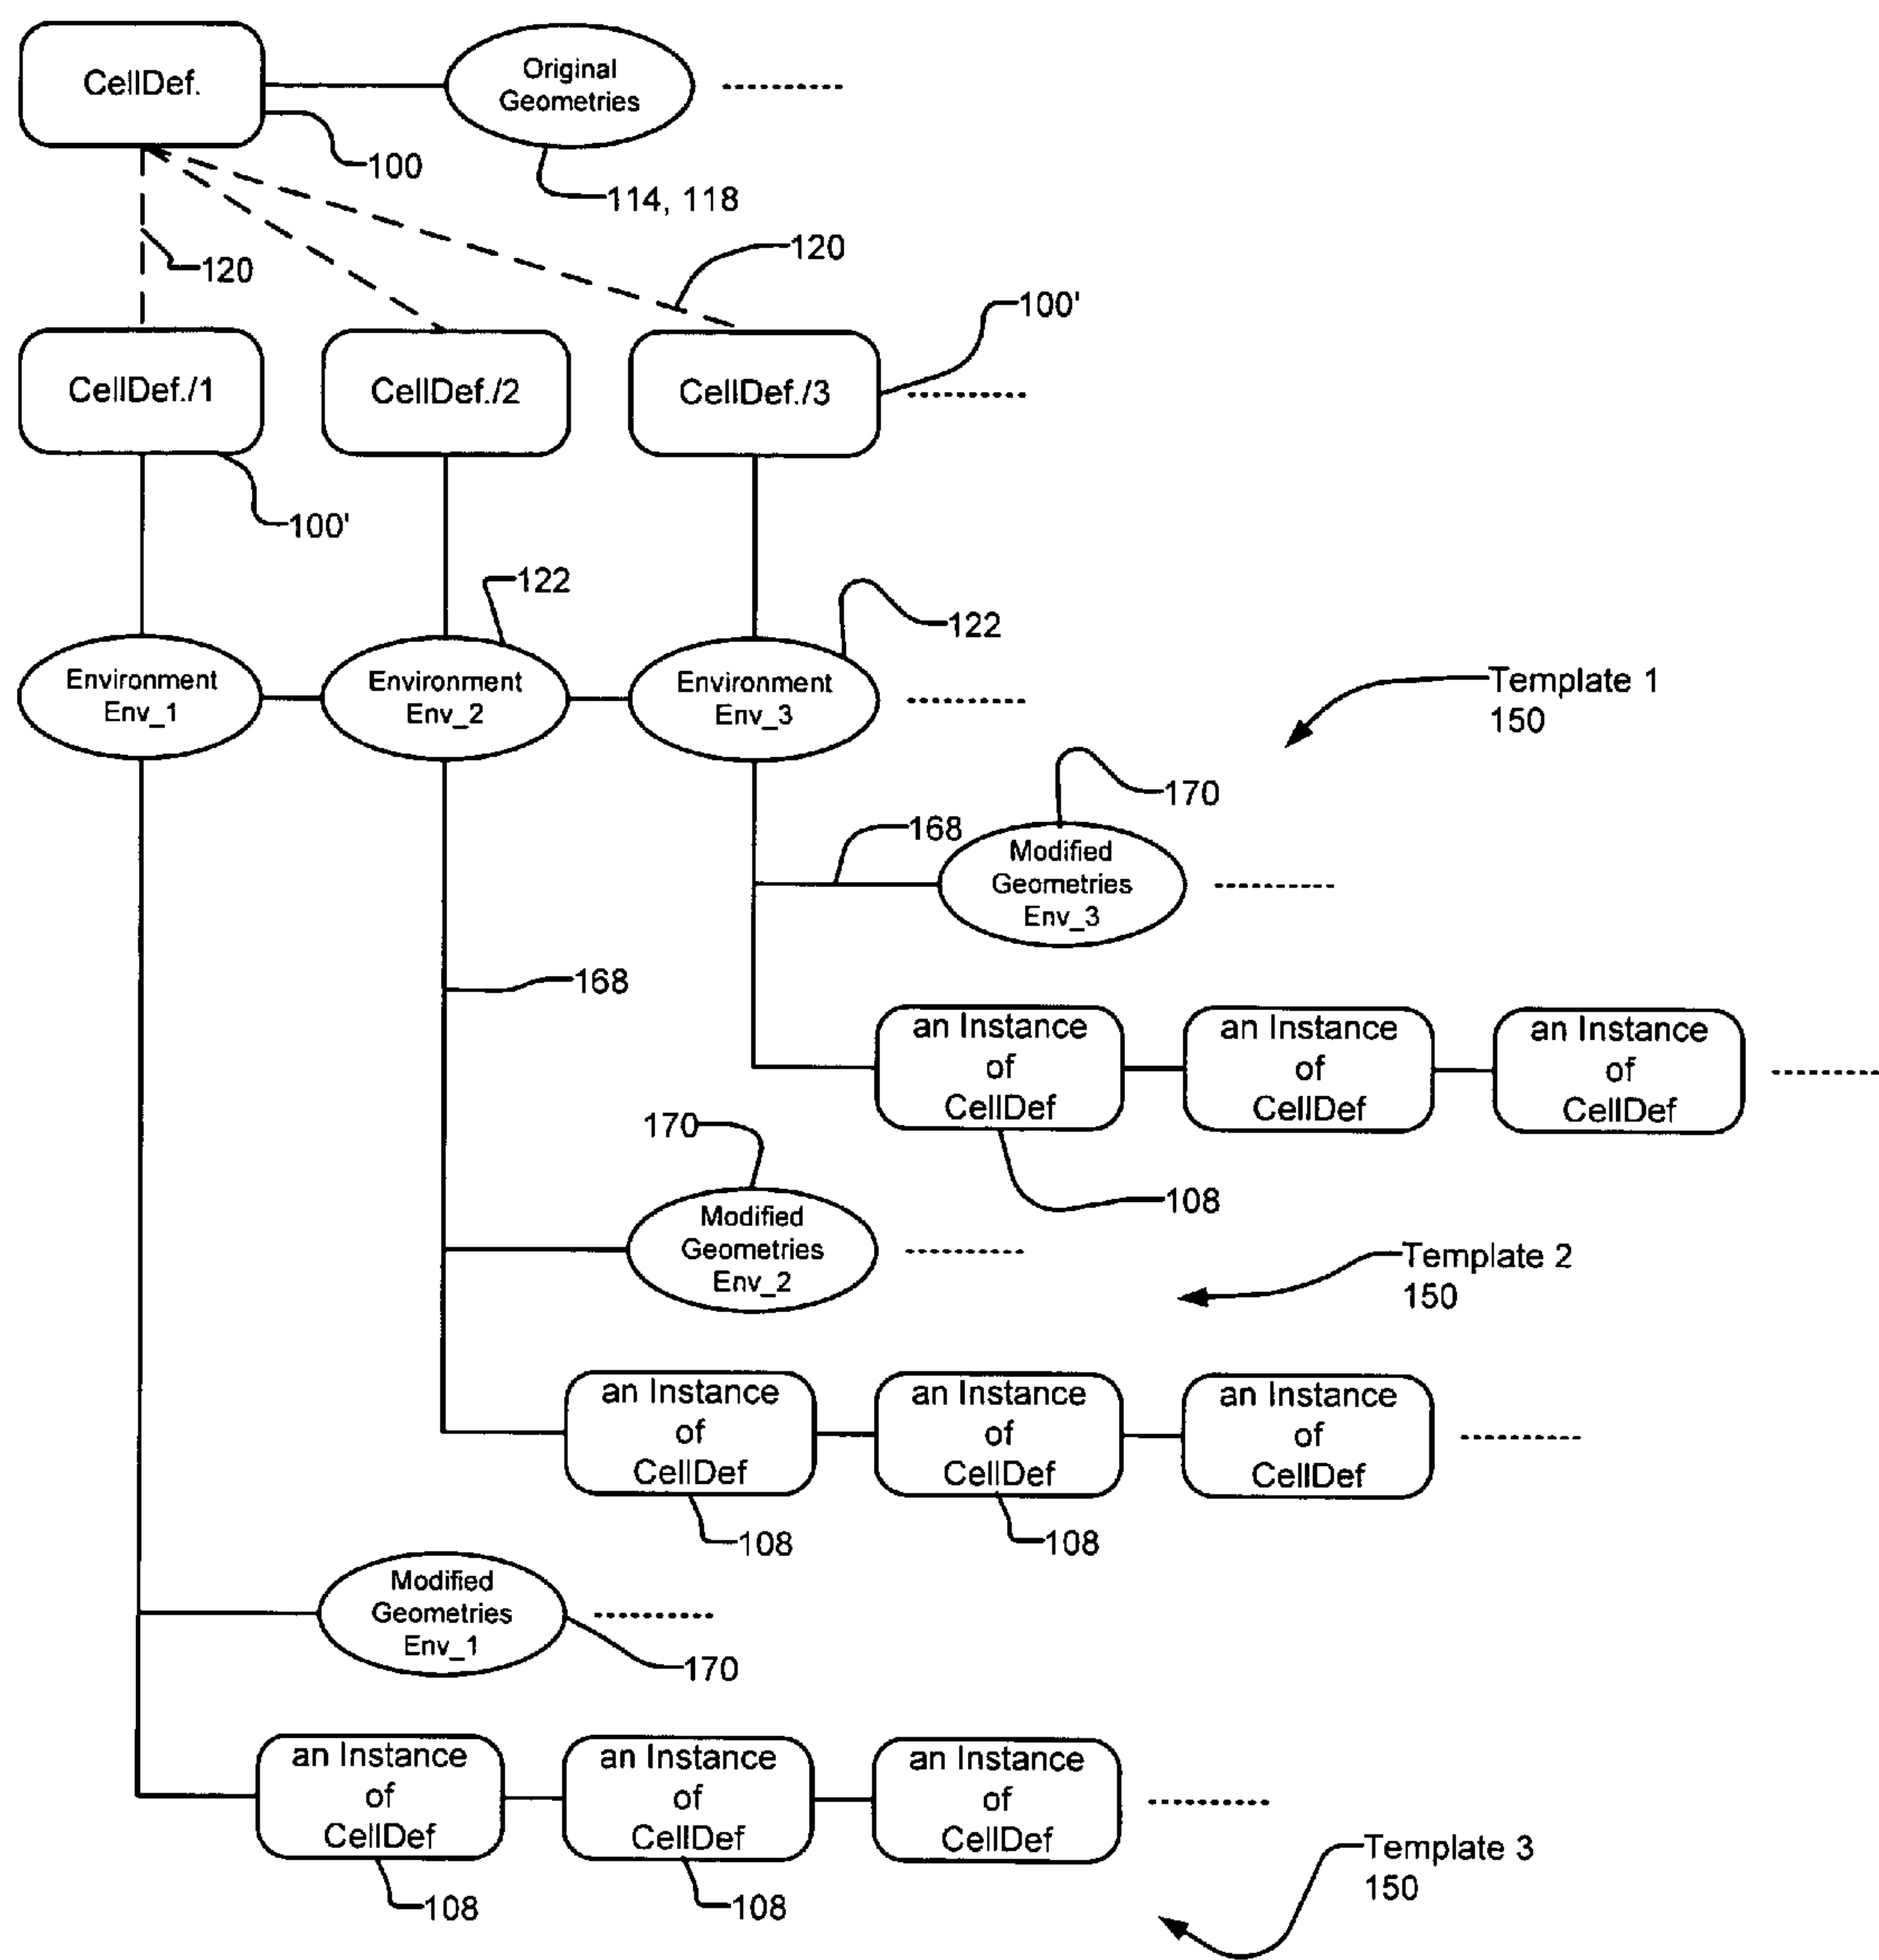 CellDef.
Original
Geometries
100
114, 118
120
120
100'
CellDef./1
CellDef./2
CellDef./3
100'
122
122
Environment
Env_1
Environment
Env_2
Environment
Env_3
Template 1
150
170
168
Modified
Geometries
Env_3
168
an Instance
of
CellDef
an Instance
of
CellDef
an Instance
of
CellDef
170
108
Modified
Geometries
Env_2
Template 2
150
an Instance
of
CellDef
an Instance
of
CellDef
an Instance
of
CellDef
108
108
Modified
Geometries
Env_1
170
an Instance
of
CellDef
an Instance
of
CellDef
an Instance
of
CellDef
Template 3
150
108
108